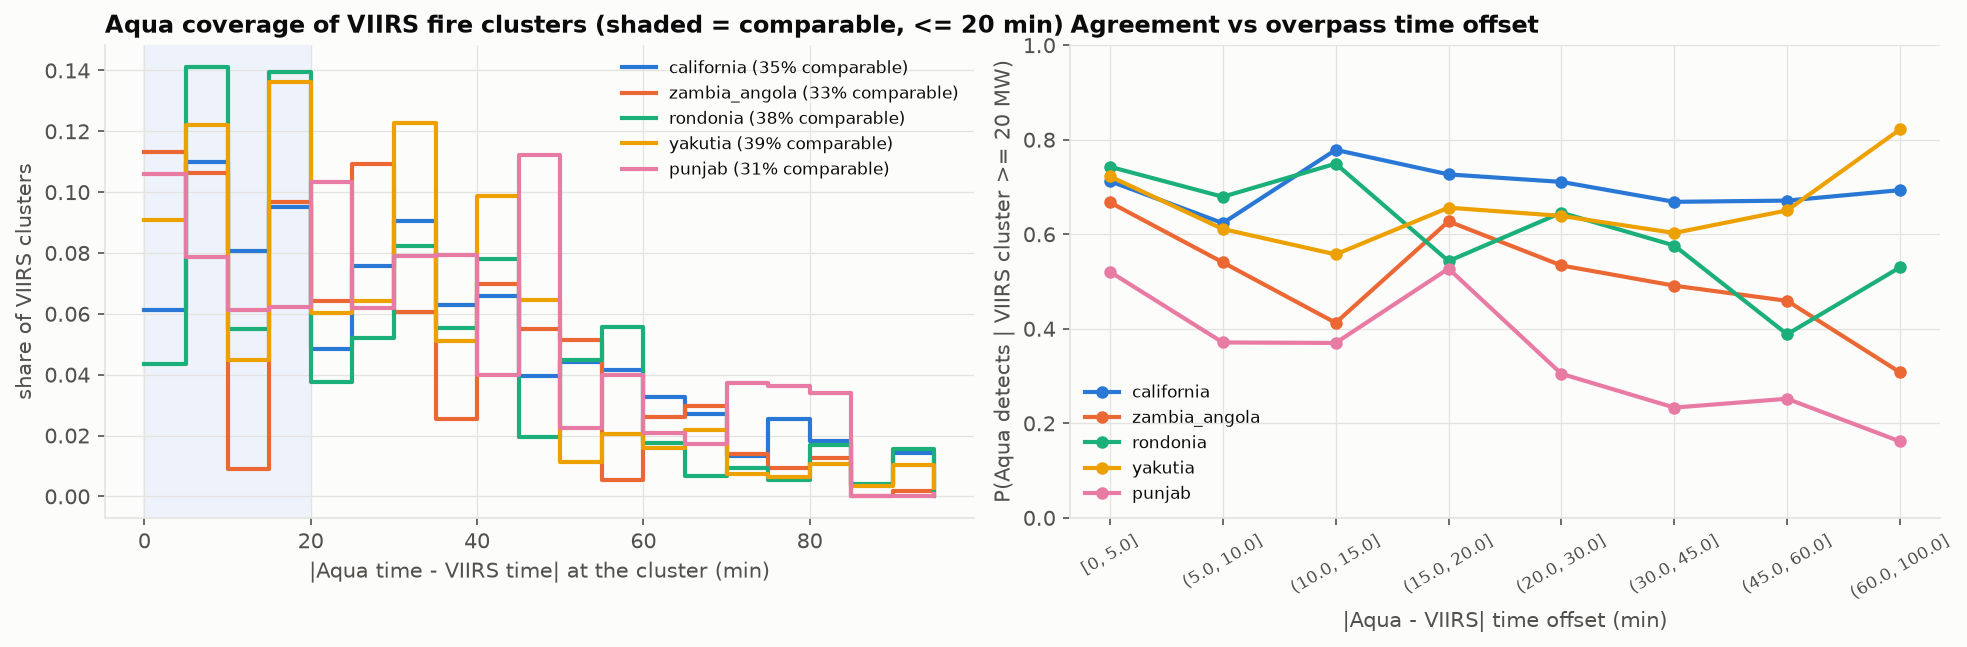 Aqua coverage of VIIRS fire clusters (shaded = comparable, <= 20 min)
share of VIIRS clusters
0.14
0.12
0.10
0.08
0.06
0.04
0.02
0.00
california (35% comparable)
zambia_angola (33% comparable)
rondonia (38% comparable)
yakutia (39% comparable)
punjab (31% comparable)
0
20
40
60
80
|Aqua time - VIIRS time| at the cluster (min)
Agreement vs overpass time offset
P(Aqua detects | VIIRS cluster >= 20 MW)
1.0
0.8
0.6
0.4
0.2
0.0
california
zambia_angola
rondonia
yakutia
punjab
[0, 5.0]
(5.0, 10.0]
(10.0, 15.0]
(15.0, 20.0]
(20.0, 30.0]
(30.0, 45.0]
(45.0, 60.0]
(60.0, 100.0]
|Aqua - VIIRS| time offset (min)